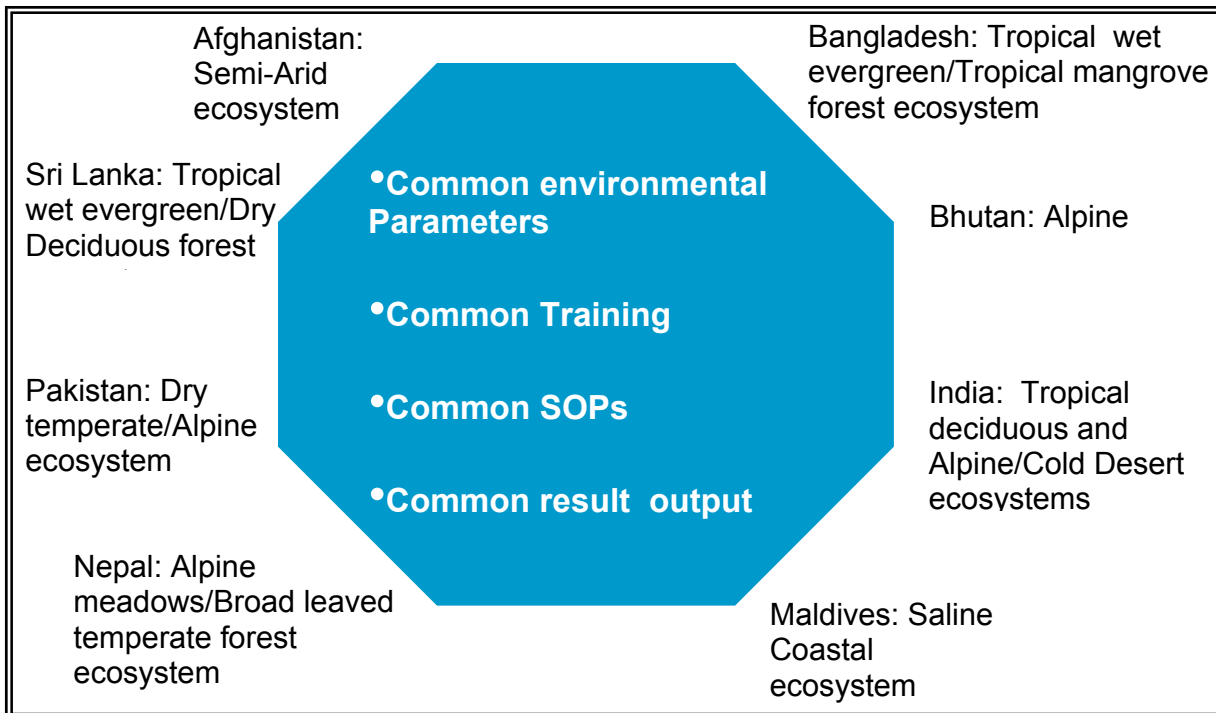 Afghanistan:
Semi-Arid
ecosystem
Bangladesh: Tropical wet
evergreen/Tropical mangrove
forest ecosystem
Sri Lanka: Tropical
wet evergreen/Dry
Deciduous forest
•Common environmental
Parameters
Bhutan: Alpine
•Common Training
Pakistan: Dry
temperate/Alpine
ecosystem
•Common SOPs
India: Tropical
deciduous and
Alpine/Cold Desert
ecosystems
•Common result output
Nepal: Alpine
meadows/Broad leaved
temperate forest
ecosystem
Maldives: Saline
Coastal
ecosystem